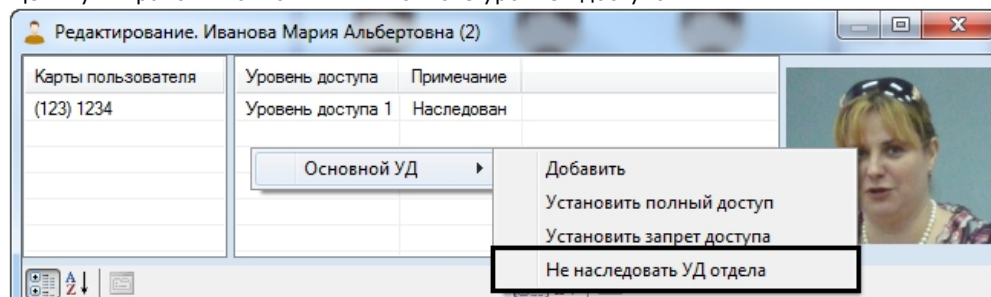 Редактирование. Иванова Мария Альбертовна (2)
Карты пользователя
Уровень доступа
Примечание
(123) 1234
Уровень доступа 1
Наследован
Основной УД
Добавить
Установить полный доступ
Установить запрет доступа
Не наследовать УД отдела